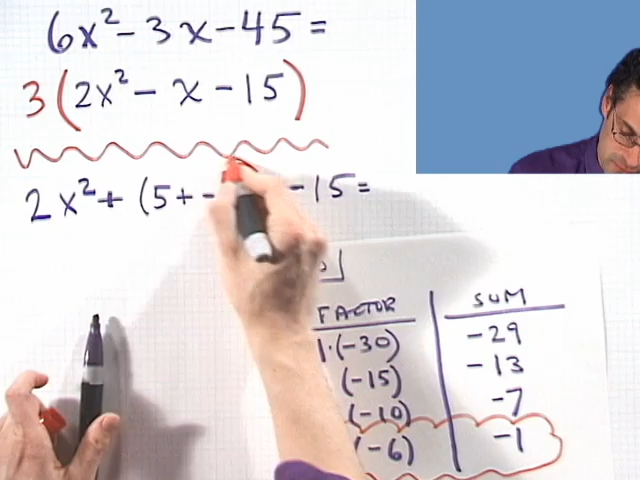 6x² - 3x - 45 =
3(2x² - x - 15)
2x² + (5 + - - 15 =
FACTOR SUM
1·(-30) -29
(-15) -13
(-10) -7
(-6) -1